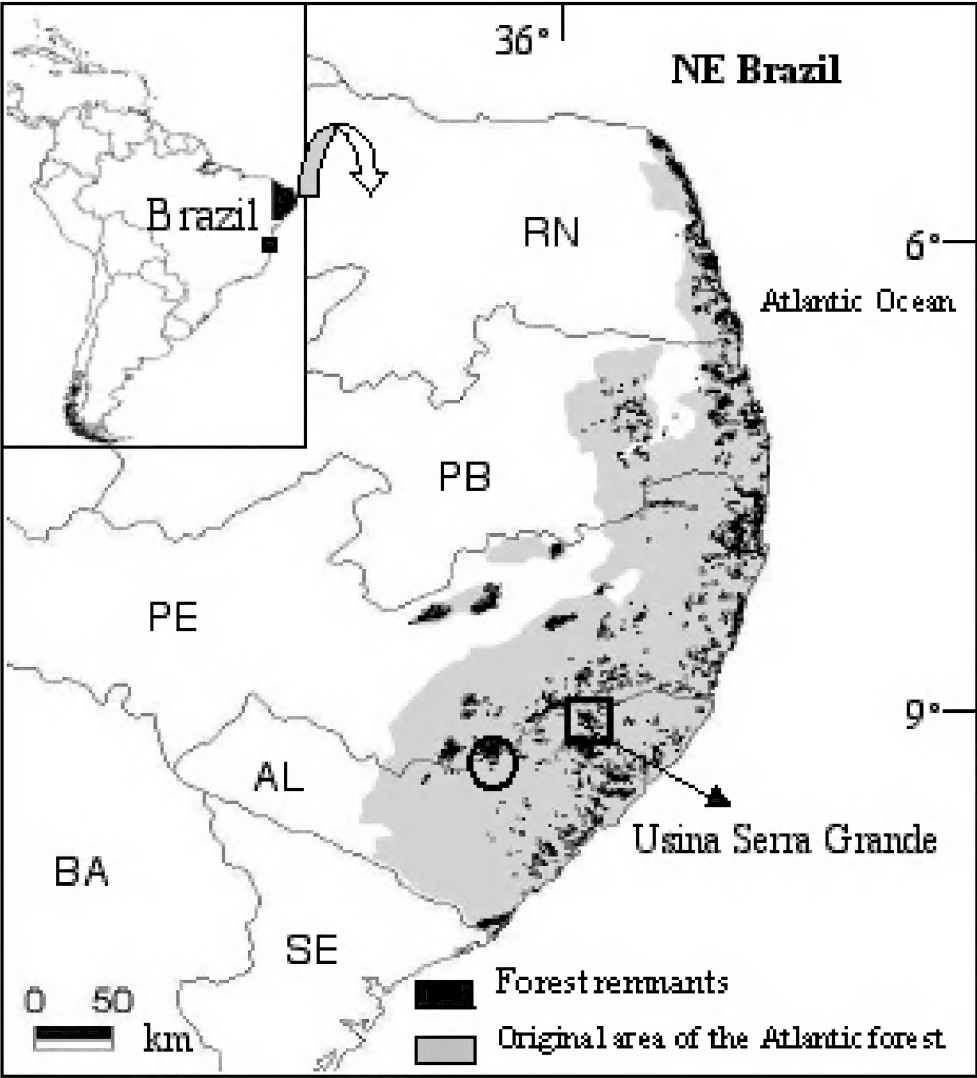 36°
NE Brazil
Brazil
RN
6°
Atlantic Ocean
PB
PE
9°
AL
Usina Serra Grande
BA
SE
Forest remnants
0 50
km
Original area of the Atlantic forest